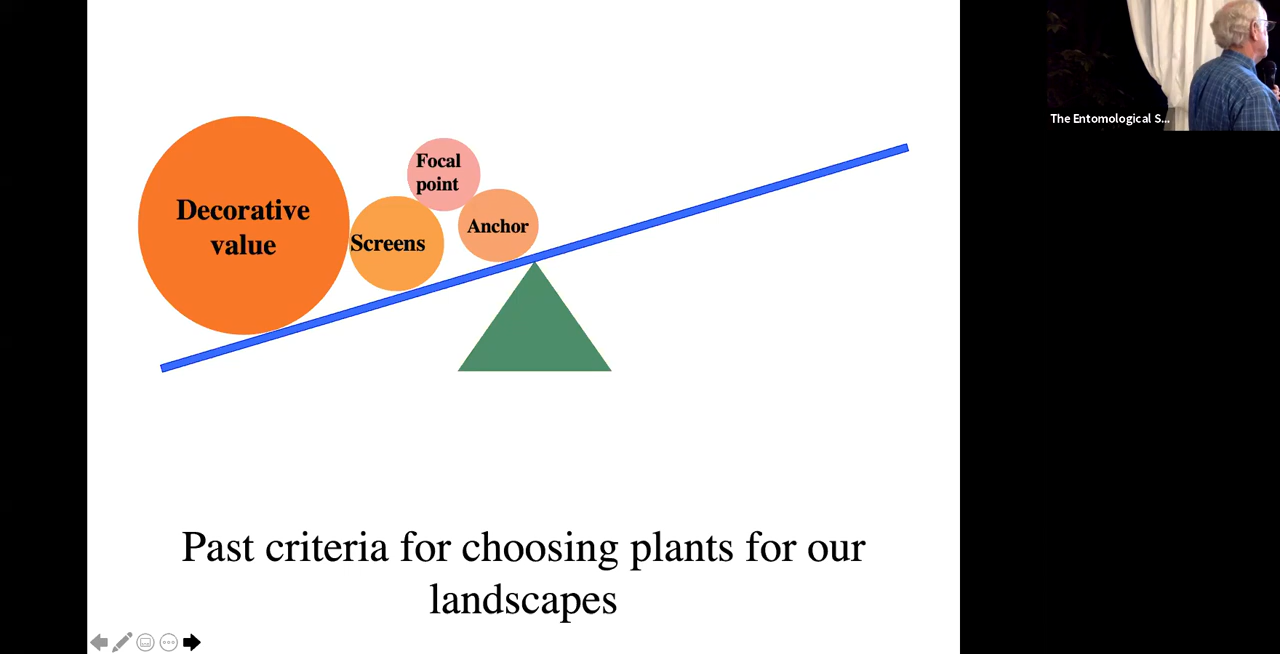 Focal
point
Decorative
value
Screens
Anchor
Past criteria for choosing plants for our
landscapes
The Entomological S...